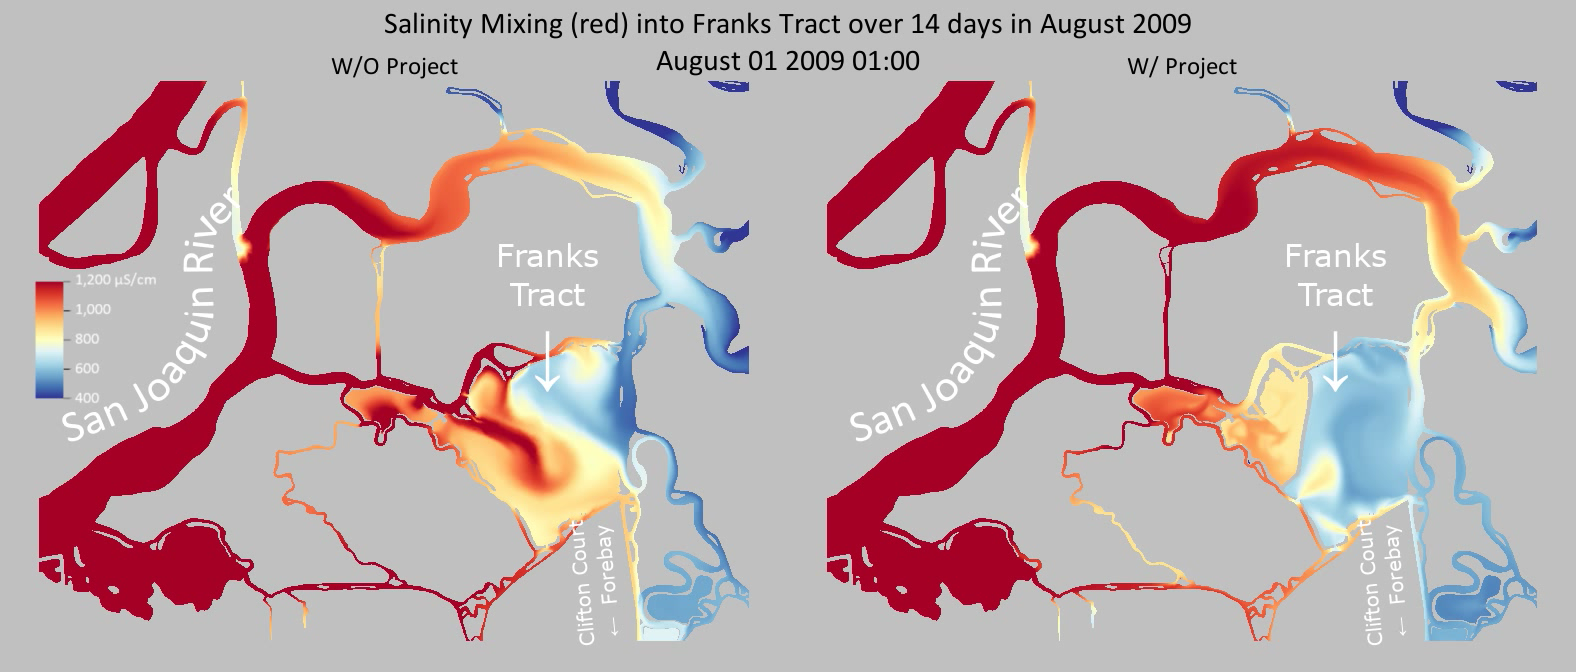 Salinity Mixing (red) into Franks Tract over 14 days in August 2009
August 01 2009 01:00
W/O Project
W/ Project
San Joaquin River
Franks
Tract
1,200 µS/cm
1,000
800
600
400
Clifton Court
← Forebay
San Joaquin River
Franks
Tract
Clifton Court
← Forebay